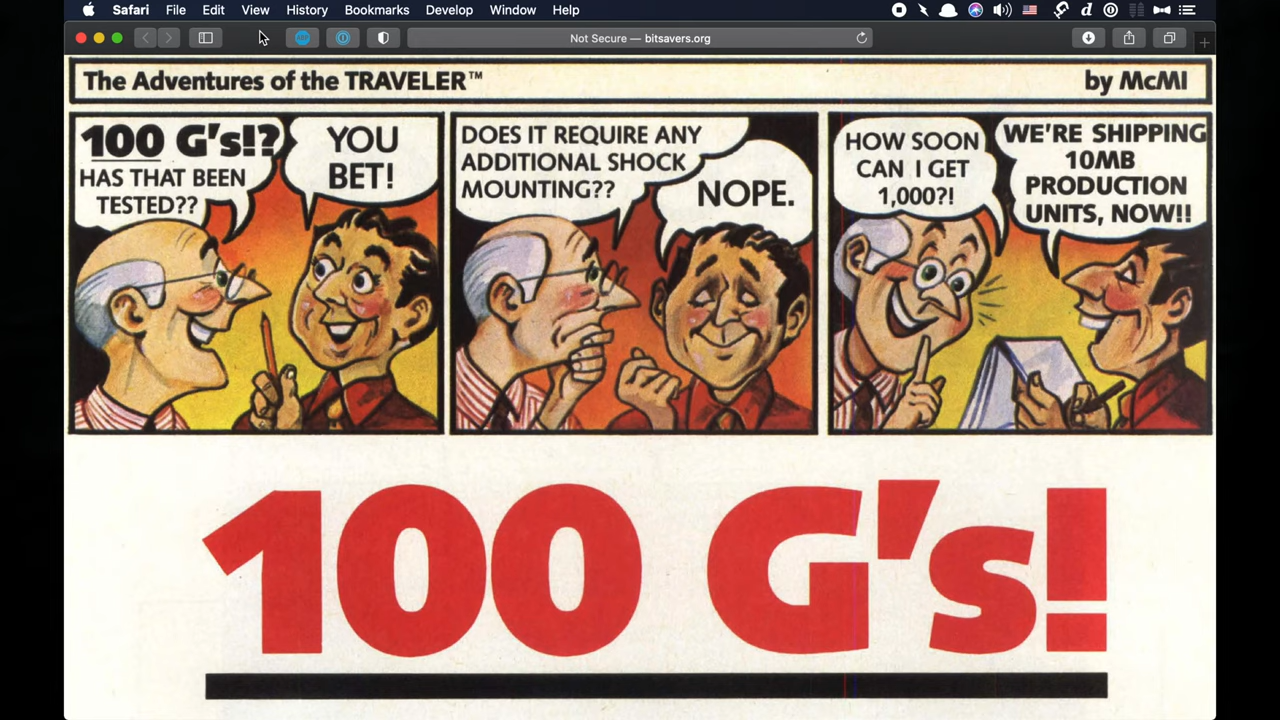 Safari File Edit View History Bookmarks Develop Window Help
Not Secure — bitsavers.org
The Adventures of the TRAVELER™
by McMI
100 G's!?
HAS THAT BEEN
TESTED??
YOU
BET!
DOES IT REQUIRE ANY
ADDITIONAL SHOCK
MOUNTING??
NOPE.
HOW SOON
CAN I GET
1,000?!
WE'RE SHIPPING
10MB
PRODUCTION
UNITS, NOW!!
100 G's!